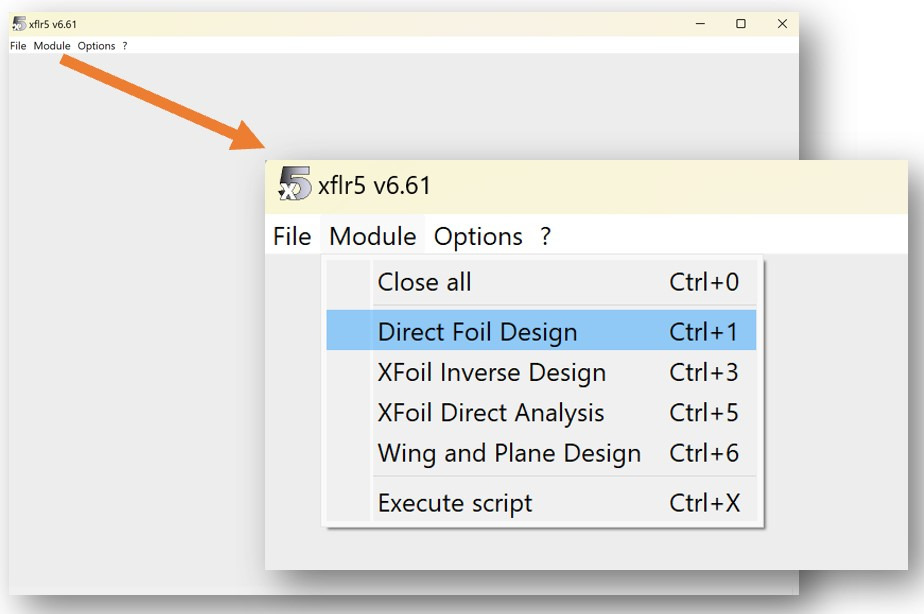 xflr5 v6.61
File Module Options ?
xflr5 v6.61
File Module Options ?
Close all Ctrl+0
Direct Foil Design Ctrl+1
XFoil Inverse Design Ctrl+3
XFoil Direct Analysis Ctrl+5
Wing and Plane Design Ctrl+6
Execute script Ctrl+X